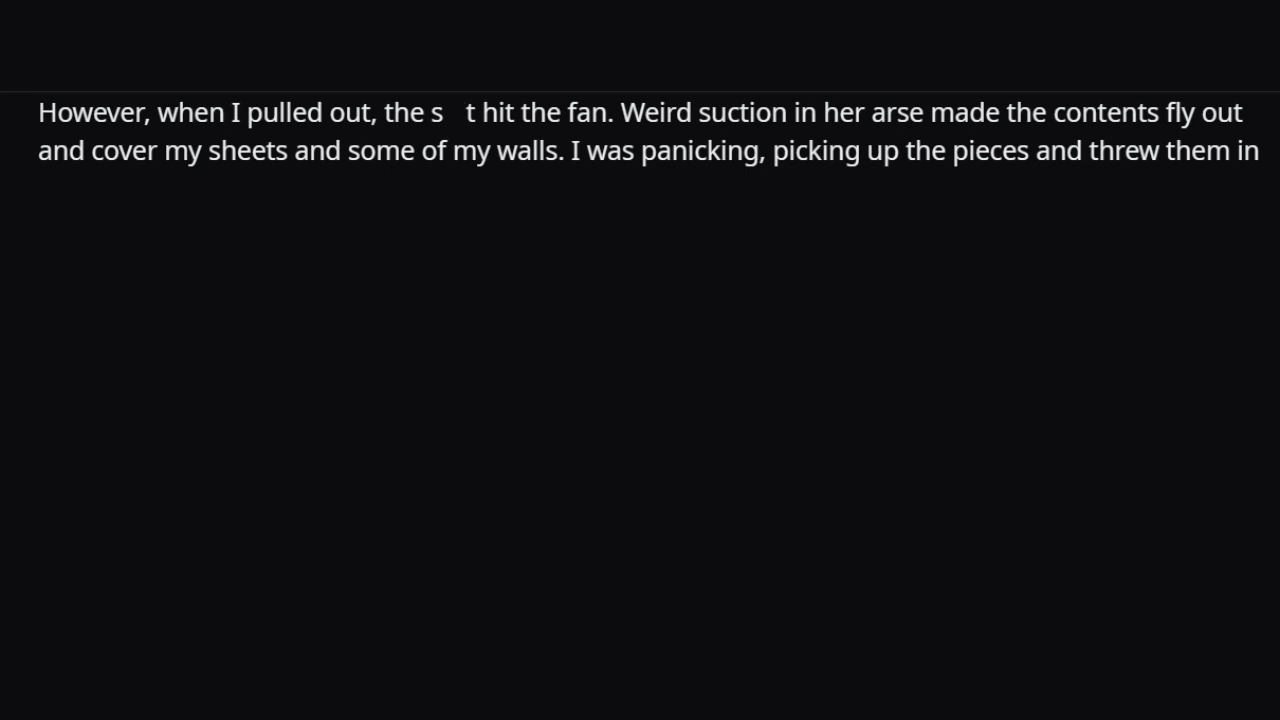 However, when I pulled out, the s t hit the fan. Weird suction in her arse made the contents fly out
and cover my sheets and some of my walls. I was panicking, picking up the pieces and threw them in